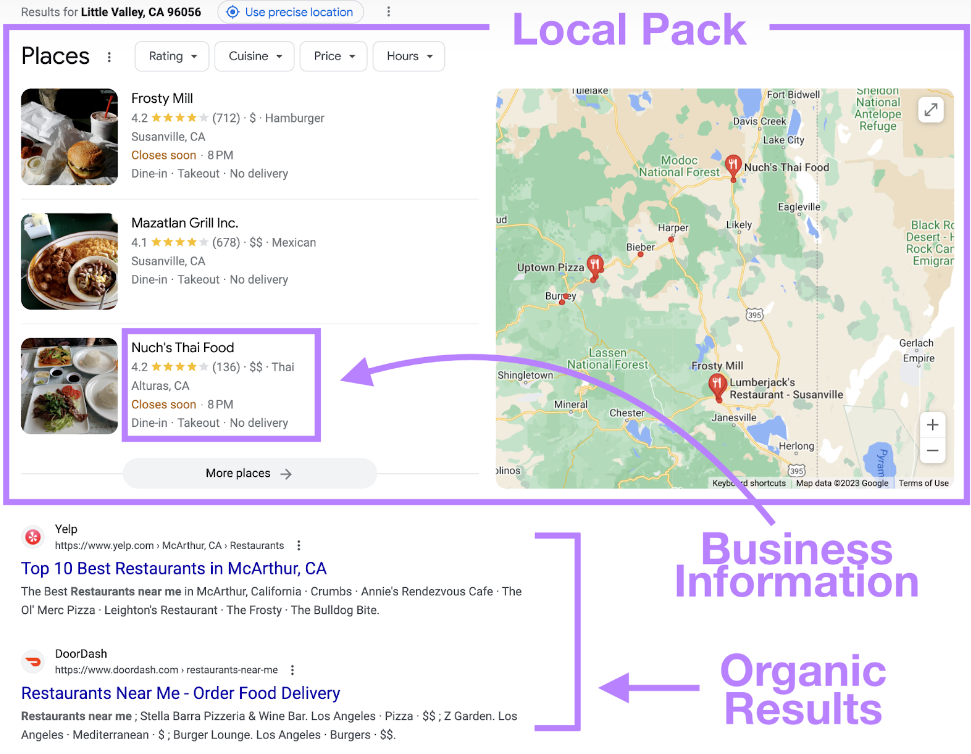 Results for Little Valley, CA 96056
Use precise location
Local Pack
Places
Rating
Cuisine
Price
Hours
Frosty Mill
4.2 (712) · $ · Hamburger
Susanville, CA
Closes soon · 8 PM
Dine-in · Takeout · No delivery
Mazatlan Grill Inc.
4.1 (678) · $$ · Mexican
Susanville, CA
Dine-in · Takeout · No delivery
Nuch's Thai Food
4.2 (136) · $$ · Thai
Alturas, CA
Closes soon · 8 PM
Dine-in · Takeout · No delivery
More places →
Tulelake
Fort Bidwell
Sheldon
National
Antelope
Refuge
Davis Creek
Lake City
Modoc
National Forest
Nuch's Thai Food
Eagleville
Likely
Harper
Bieber
Black Ro
Desert - H
Rock Can
Emigran
Uptown Pizza
Burney
395
Lassen
National Forest
Gerlach
Empire
Shingletown
Frosty Mill
Lumberjack's
Restaurant - Susanville
Mineral
Chester
Janesville
Herlong
395
Pyram
olinos
Keyboard shortcuts
Map data ©2023 Google
Terms of Use
Business
Information
Yelp
https://www.yelp.com › McArthur, CA › Restaurants
Top 10 Best Restaurants in McArthur, CA
The Best Restaurants near me in McArthur, California · Crumbs · Annie's Rendezvous Cafe · The
Ol' Merc Pizza · Leighton's Restaurant · The Frosty · The Bulldog Bite.
Organic
Results
DoorDash
https://www.doordash.com › restaurants-near-me
Restaurants Near Me - Order Food Delivery
Restaurants near me ; Stella Barra Pizzeria & Wine Bar. Los Angeles · Pizza · $$ ; Z Garden. Los
Angeles · Mediterranean · $ ; Burger Lounge. Los Angeles · Burgers · $$.